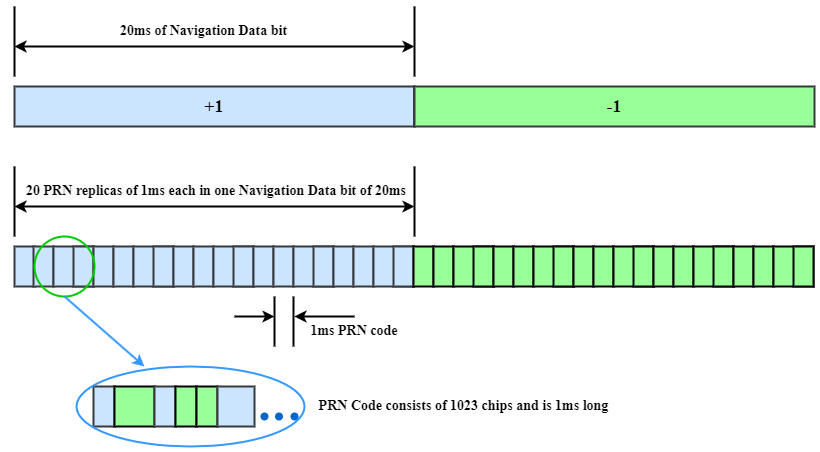 20ms of Navigation Data bit
+1
-1
20 PRN replicas of 1ms each in one Navigation Data bit of 20ms
1ms PRN code
PRN Code consists of 1023 chips and is 1ms long